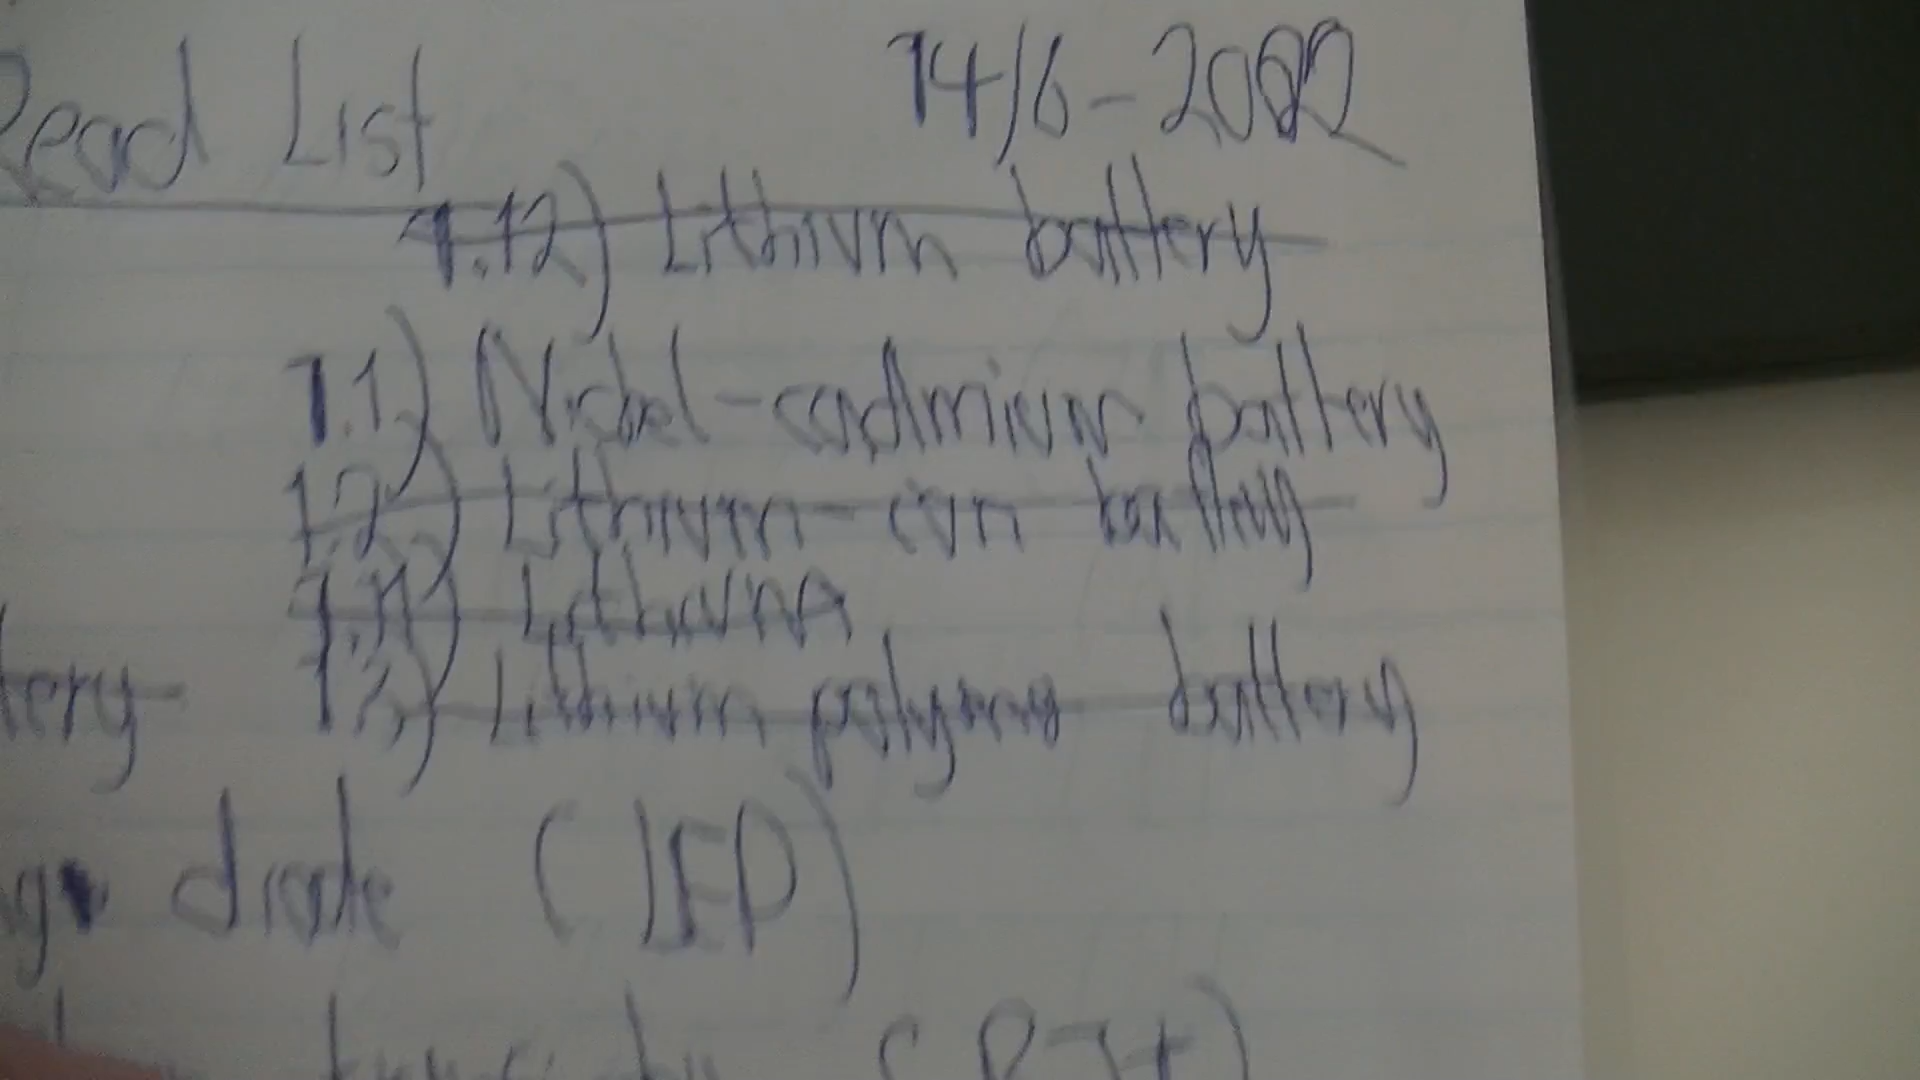 Read List 14/6-2022
1.12) Lithium battery
1.1) Nickel-cadmium battery
1.2) Lithium-ion battery
1.11) Lithium
tery 1.3) Lithium polymer battery
diode (LED)